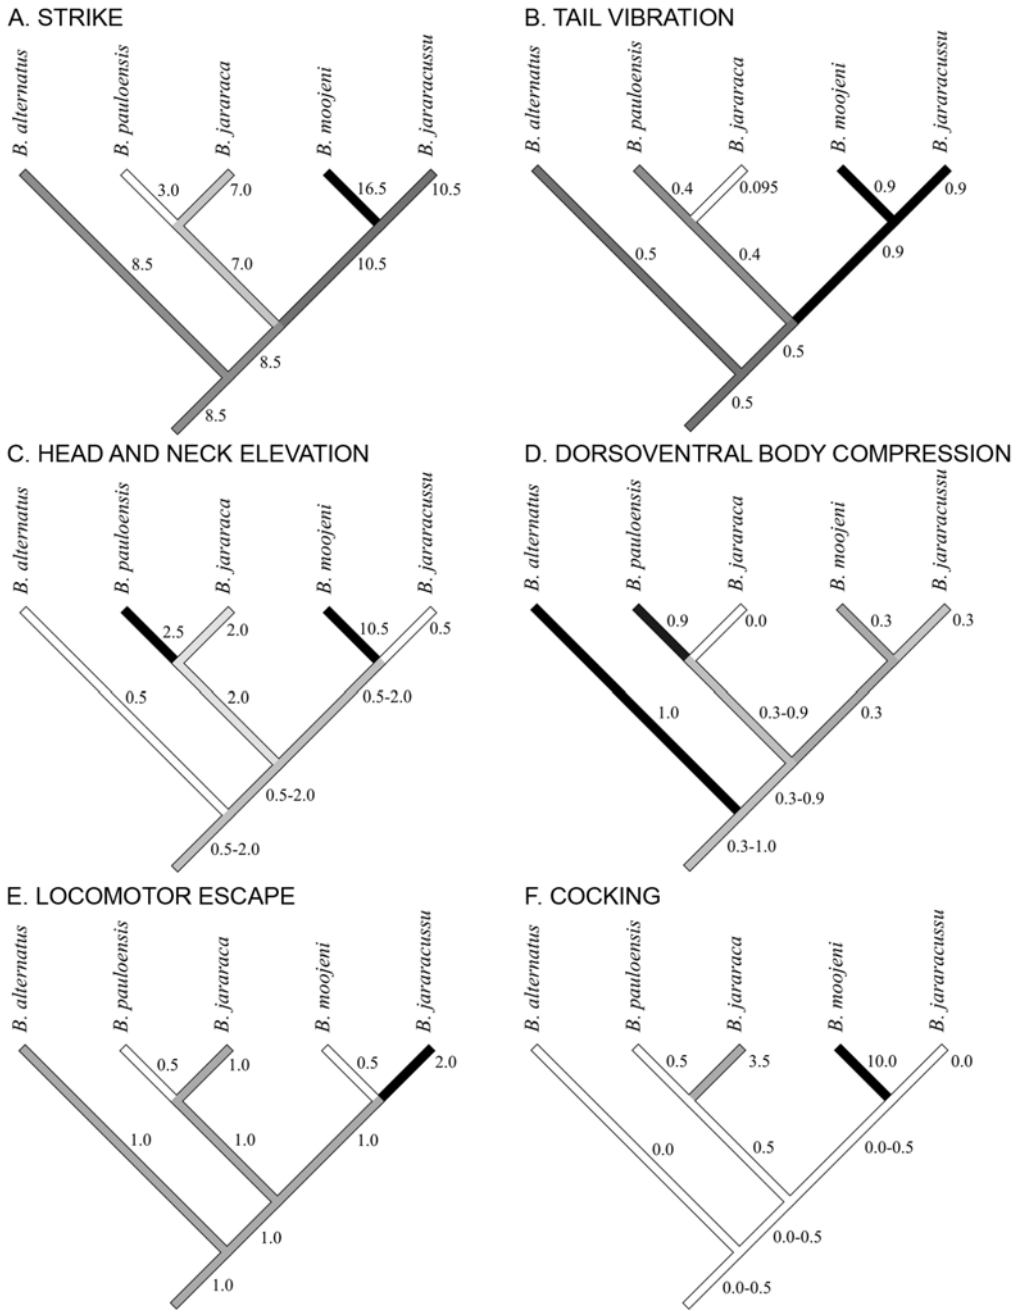 A. STRIKE
B. alternatus
B. pauloensis
B. jararaca
B. moojeni
B. jararacussu
3.0
7.0
16.5
10.5
8.5
7.0
10.5
8.5
8.5
B. TAIL VIBRATION
B. alternatus
B. pauloensis
B. jararaca
B. moojeni
B. jararacussu
0.4
0.095
0.9
0.9
0.5
0.4
0.9
0.5
0.5
C. HEAD AND NECK ELEVATION
B. alternatus
B. pauloensis
B. jararaca
B. moojeni
B. jararacussu
2.5
2.0
10.5
0.5
0.5
2.0
0.5-2.0
0.5-2.0
0.5-2.0
D. DORSOVENTRAL BODY COMPRESSION
B. alternatus
B. pauloensis
B. jararaca
B. moojeni
B. jararacussu
0.9
0.0
0.3
0.3
1.0
0.3-0.9
0.3
0.3-0.9
0.3-1.0
E. LOCOMOTOR ESCAPE
B. alternatus
B. pauloensis
B. jararaca
B. moojeni
B. jararacussu
0.5
1.0
0.5
2.0
1.0
1.0
1.0
1.0
1.0
F. COCKING
B. alternatus
B. pauloensis
B. jararaca
B. moojeni
B. jararacussu
0.5
3.5
10.0
0.0
0.0
0.5
0.0-0.5
0.0-0.5
0.0-0.5